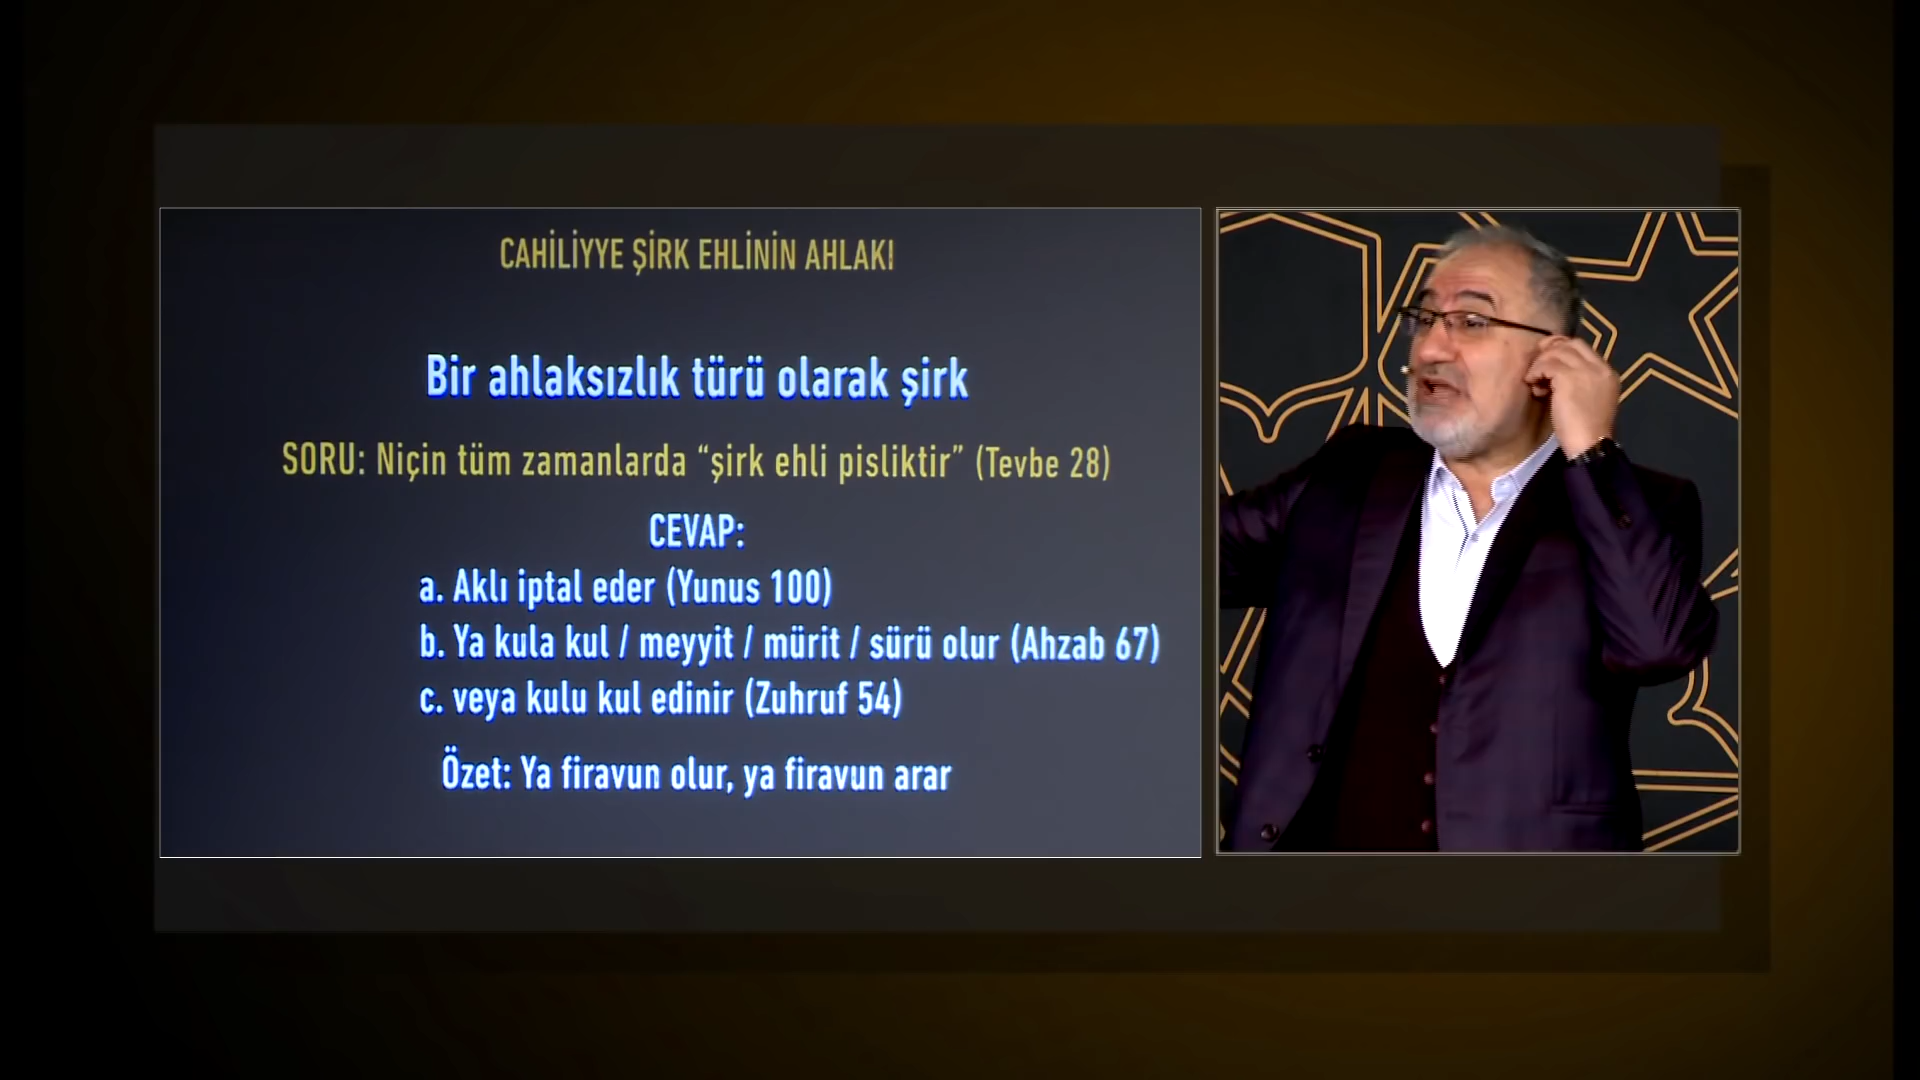 CAHİLİYYE ŞİRK EHLİNİN AHLAKI
Bir ahlaksızlık türü olarak şirk
SORU: Niçin tüm zamanlarda “şirk ehli pisliktir” (Tevbe 28)
CEVAP:
a. Aklı iptal eder (Yunus 100)
b. Ya kula kul / meyyit / mürit / sürü olur (Ahzab 67)
c. veya kulu kul edinir (Zuhruf 54)
Özet: Ya firavun olur, ya firavun arar